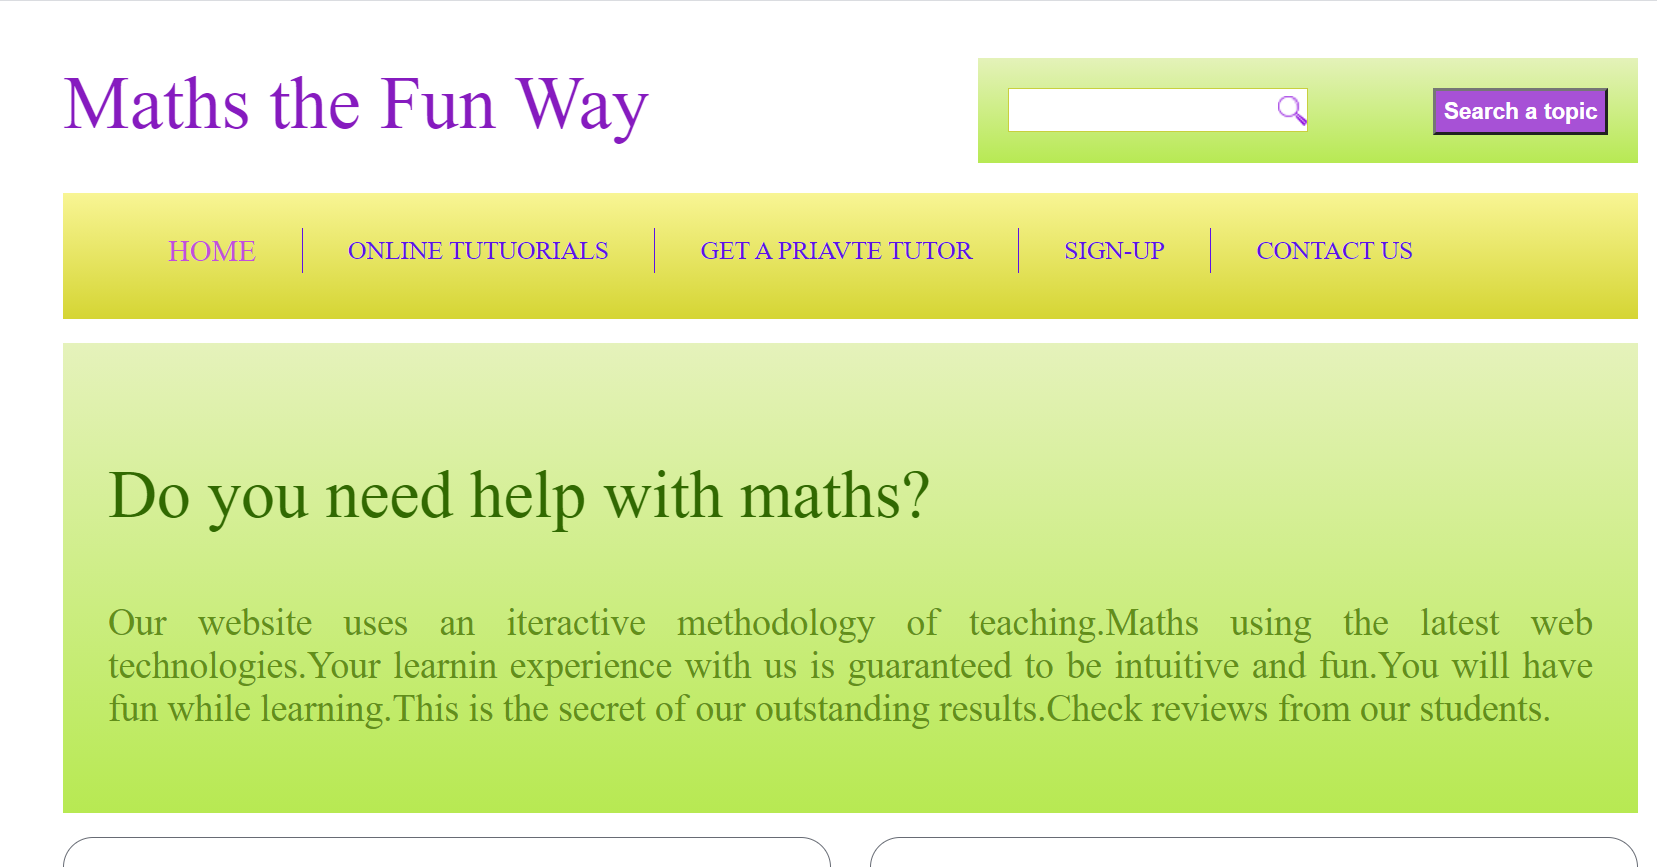 Maths the Fun Way
Search a topic
HOME
ONLINE TUTUORIALS
GET A PRIAVTE TUTOR
SIGN-UP
CONTACT US
Do you need help with maths?
Our website uses an iteractive methodology of teaching.Maths using the latest web
technologies.Your learnin experience with us is guaranteed to be intuitive and fun.You will have
fun while learning.This is the secret of our outstanding results.Check reviews from our students.